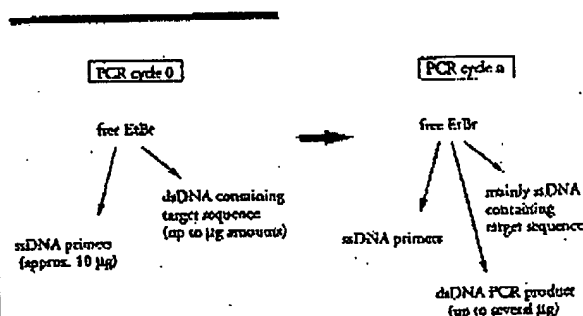 PCR cycle 0
free EtBr
dsDNA containing
target sequence
(up to µg amounts)
ssDNA primers
(approx. 10 µg)
PCR cycle n
free EtBr
mainly ssDNA
containing
target sequence
ssDNA primers
dsDNA PCR product
(up to several µg)